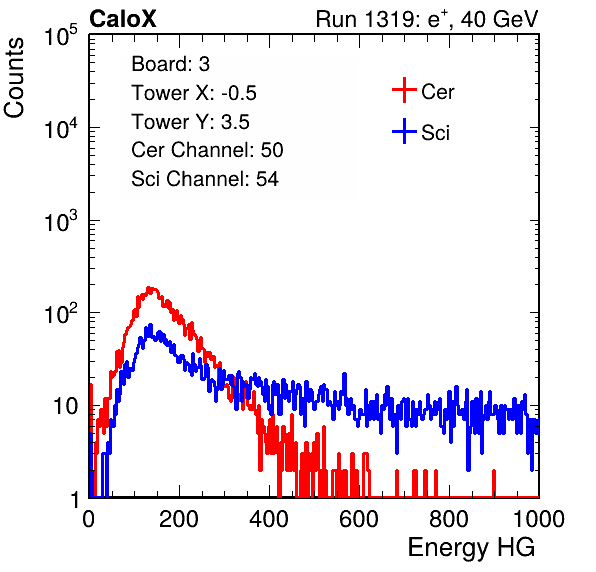 CaloX Run 1319: e⁺, 40 GeV
Counts
Board: 3
Tower X: -0.5
Tower Y: 3.5
Cer Channel: 50
Sci Channel: 54
Cer
Sci
10⁵
10⁴
10³
10²
10
1
0 200 400 600 800 1000
Energy HG